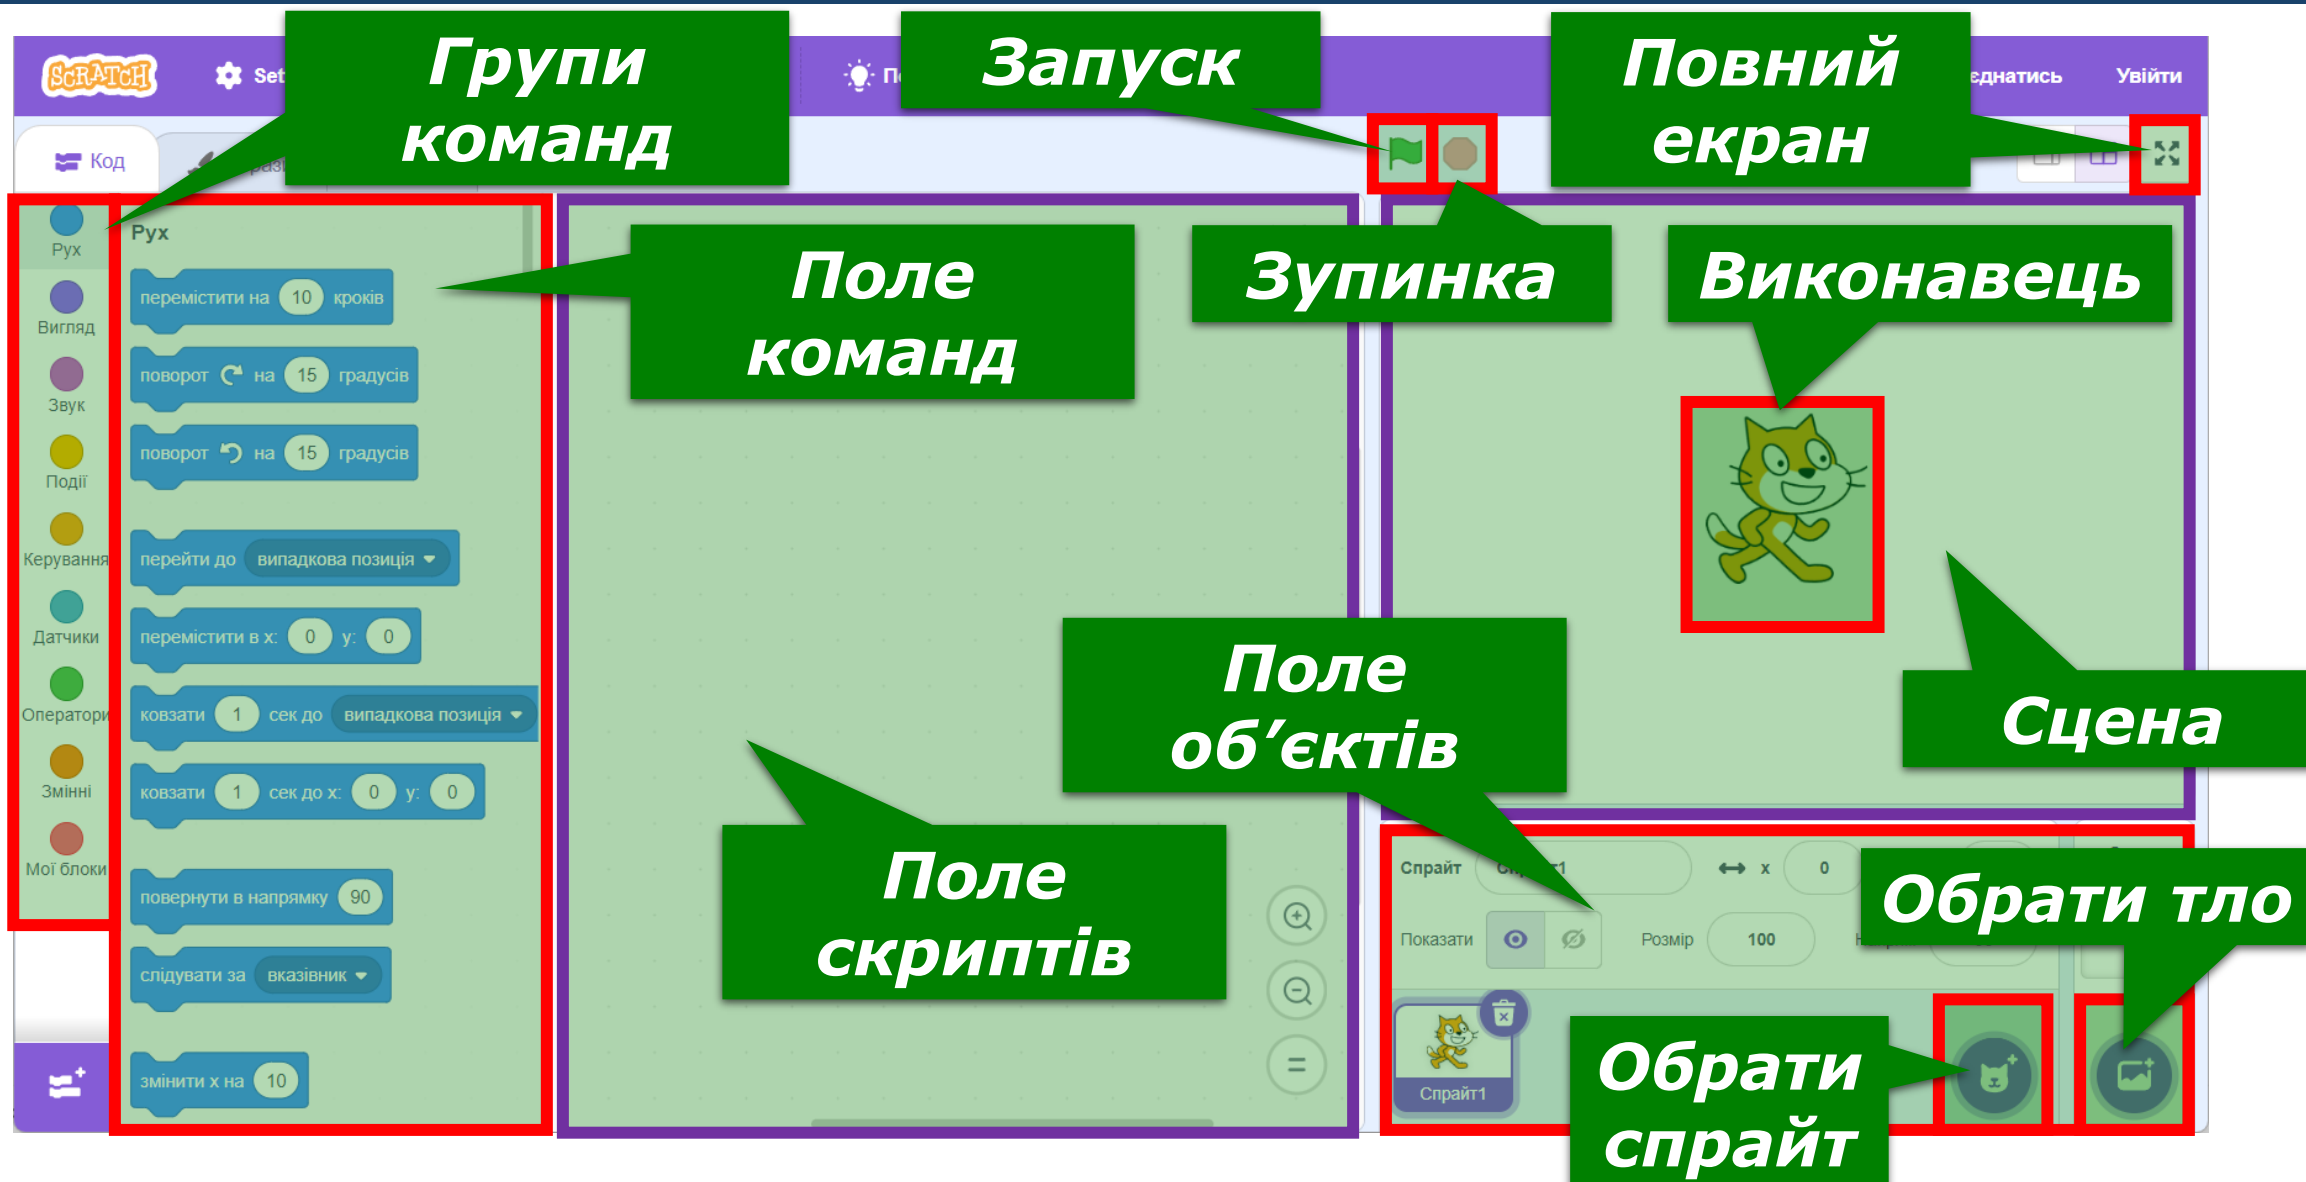 Групи
команд
Запуск
Повний
екран
SCRATCH
Set
Увійти
Код
Поле
команд
Зупинка
Виконавець
Рух
Вигляд
Звук
Події
Керування
Датчики
Оператори
Змінні
Мої блоки
Рух
перемістити на 10 кроків
поворот на 15 градусів
поворот на 15 градусів
перейти до випадкова позиція
перемістити в x: 0 y: 0
ковзати 1 сек до випадкова позиція
ковзати 1 сек до x: 0 y: 0
повернути в напрямку 90
слідувати за вказівник
змінити x на 10
Поле
об’єктів
Сцена
Поле
скриптів
Спрайт x 0
Обрати тло
Показати Розмір 100
Спрайт1
Обрати
спрайт